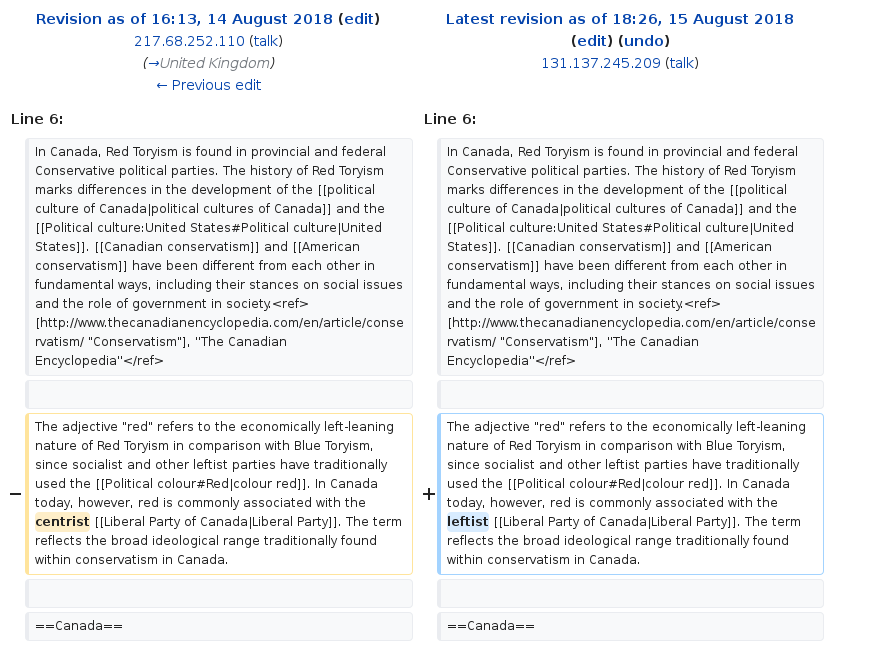 Revision as of 16:13, 14 August 2018 (edit)
217.68.252.110 (talk)
(→United Kingdom)
← Previous edit
Line 6:
In Canada, Red Toryism is found in provincial and federal
Conservative political parties. The history of Red Toryism
marks differences in the development of the [[political
culture of Canada|political cultures of Canada]] and the
[[Political culture:United States#Political culture|United
States]]. [[Canadian conservatism]] and [[American
conservatism]] have been different from each other in
fundamental ways, including their stances on social issues
and the role of government in society.<ref>
[http://www.thecanadianencyclopedia.com/en/article/conse
rvatism/ "Conservatism"], ''The Canadian
Encyclopedia''</ref>
−
The adjective "red" refers to the economically left-leaning
nature of Red Toryism in comparison with Blue Toryism,
since socialist and other leftist parties have traditionally
used the [[Political colour#Red|colour red]]. In Canada
today, however, red is commonly associated with the
centrist [[Liberal Party of Canada|Liberal Party]]. The term
reflects the broad ideological range traditionally found
within conservatism in Canada.
==Canada==
Latest revision as of 18:26, 15 August 2018
(edit) (undo)
131.137.245.209 (talk)
Line 6:
In Canada, Red Toryism is found in provincial and federal
Conservative political parties. The history of Red Toryism
marks differences in the development of the [[political
culture of Canada|political cultures of Canada]] and the
[[Political culture:United States#Political culture|United
States]]. [[Canadian conservatism]] and [[American
conservatism]] have been different from each other in
fundamental ways, including their stances on social issues
and the role of government in society.<ref>
[http://www.thecanadianencyclopedia.com/en/article/conse
rvatism/ "Conservatism"], ''The Canadian
Encyclopedia''</ref>
+
The adjective "red" refers to the economically left-leaning
nature of Red Toryism in comparison with Blue Toryism,
since socialist and other leftist parties have traditionally
used the [[Political colour#Red|colour red]]. In Canada
today, however, red is commonly associated with the
leftist [[Liberal Party of Canada|Liberal Party]]. The term
reflects the broad ideological range traditionally found
within conservatism in Canada.
==Canada==